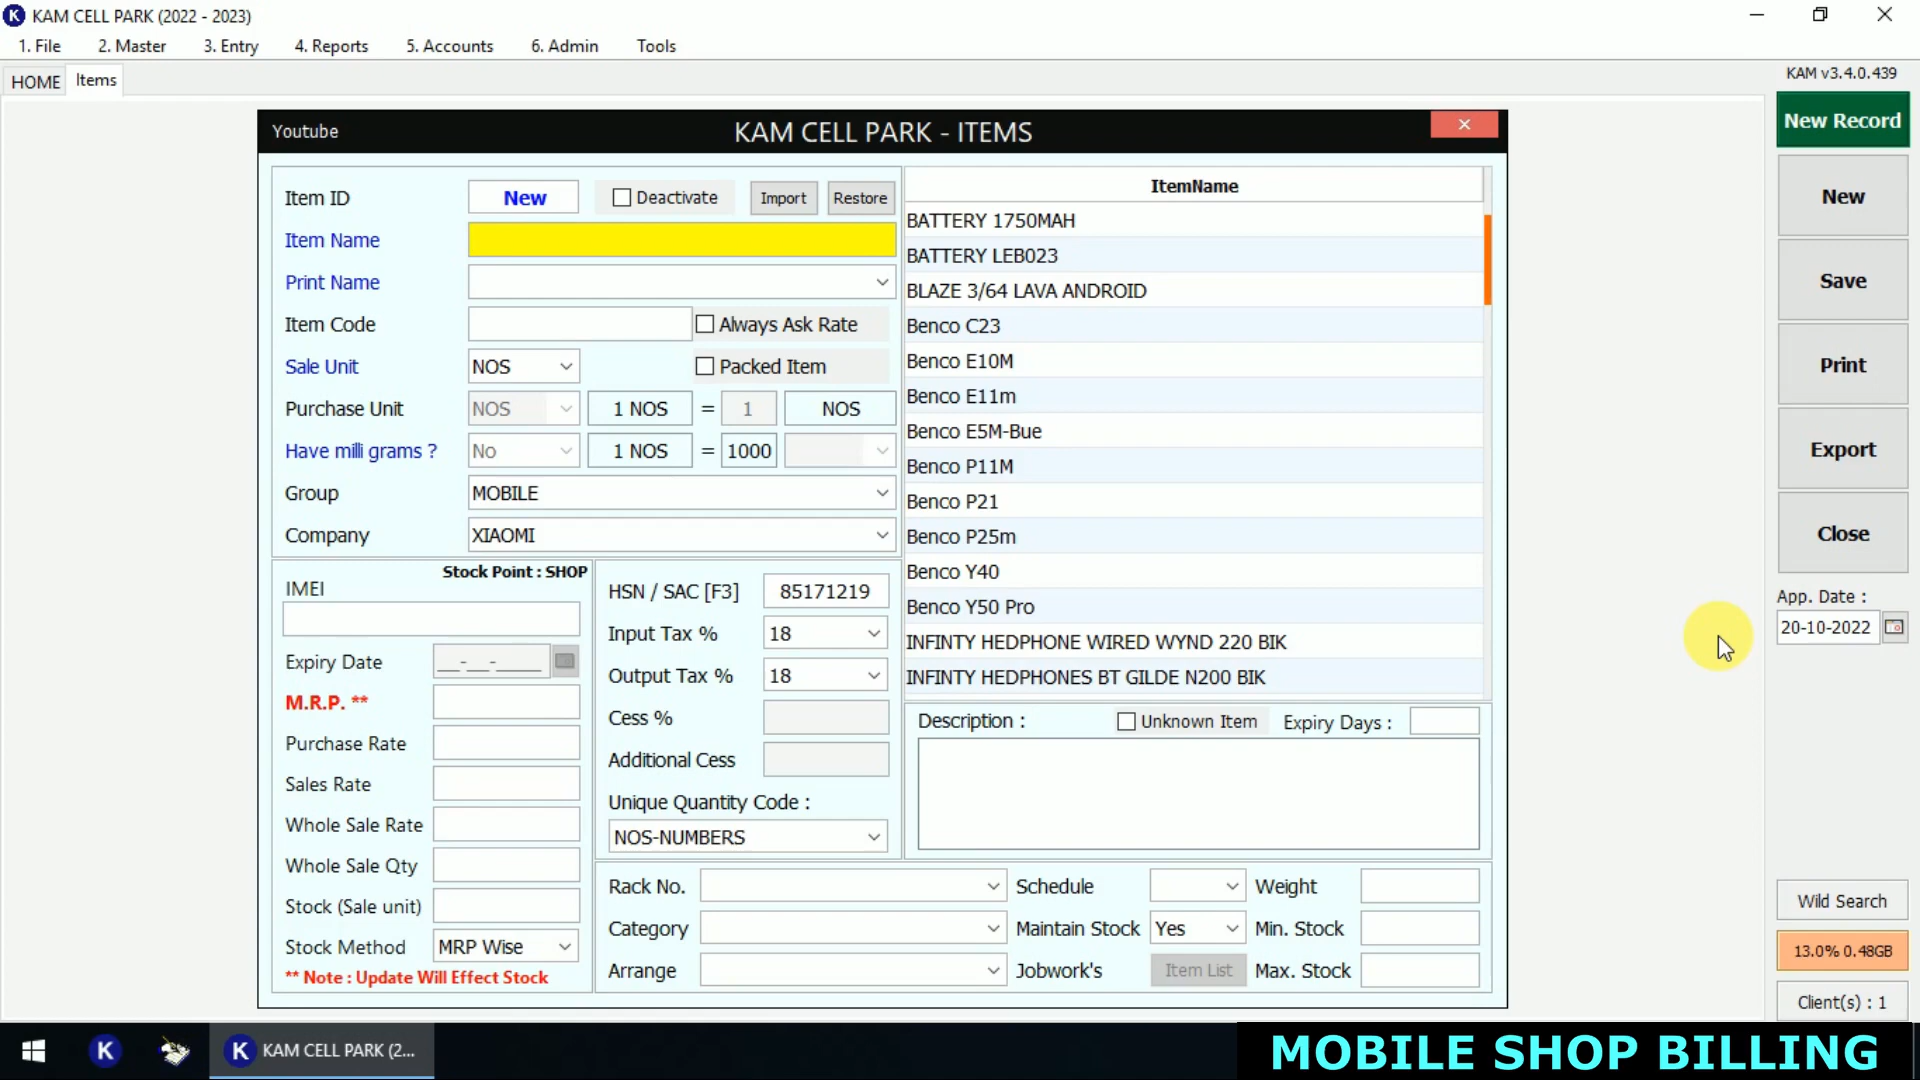 KAM CELL PARK (2022 - 2023)
1. File 2. Master 3. Entry 4. Reports 5. Accounts 6. Admin Tools
HOME Items
KAM v3.4.0.439
Youtube KAM CELL PARK - ITEMS
New Record
New
Save
Print
Export
Close
App. Date :
20-10-2022
Wild Search
13.0% 0.48GB
Client(s) : 1
Item ID New Deactivate Import Restore
Item Name
Print Name
Item Code Always Ask Rate
Sale Unit NOS Packed Item
Purchase Unit NOS 1 NOS = 1 NOS
Have milli grams ? No 1 NOS = 1000
Group MOBILE
Company XIAOMI
ItemName
BATTERY 1750MAH
BATTERY LEB023
BLAZE 3/64 LAVA ANDROID
Benco C23
Benco E10M
Benco E11m
Benco E5M-Bue
Benco P11M
Benco P21
Benco P25m
Benco Y40
Benco Y50 Pro
INFINTY HEDPHONE WIRED WYND 220 BIK
INFINTY HEDPHONES BT GILDE N200 BIK
Stock Point : SHOP
IMEI
Expiry Date __-__-____
M.R.P. **
Purchase Rate
Sales Rate
Whole Sale Rate
Whole Sale Qty
Stock (Sale unit)
Stock Method MRP Wise
** Note : Update Will Effect Stock
HSN / SAC [F3] 85171219
Input Tax % 18
Output Tax % 18
Cess %
Additional Cess
Unique Quantity Code :
NOS-NUMBERS
Description : Unknown Item Expiry Days :
Rack No. Schedule Weight
Category Maintain Stock Yes Min. Stock
Arrange Jobwork's Item List Max. Stock
K K KAM CELL PARK (2...
MOBILE SHOP BILLING